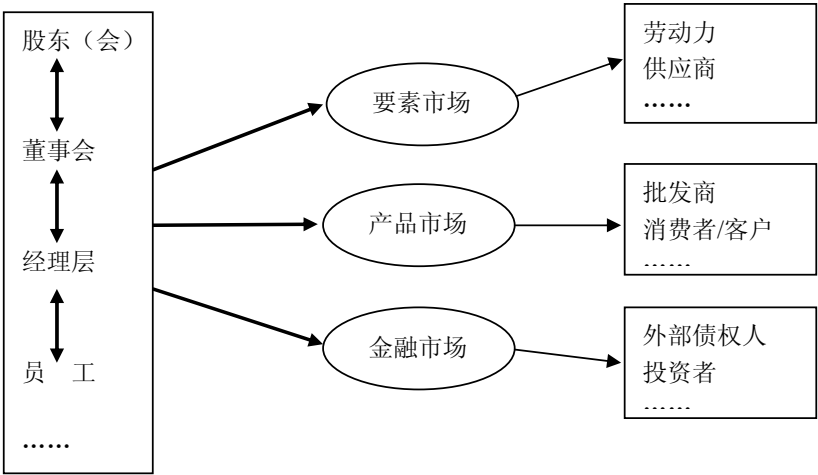 股东（会）
董事会
经理层
员 工
……
要素市场
产品市场
金融市场
劳动力
供应商
……
批发商
消费者/客户
……
外部债权人
投资者
……